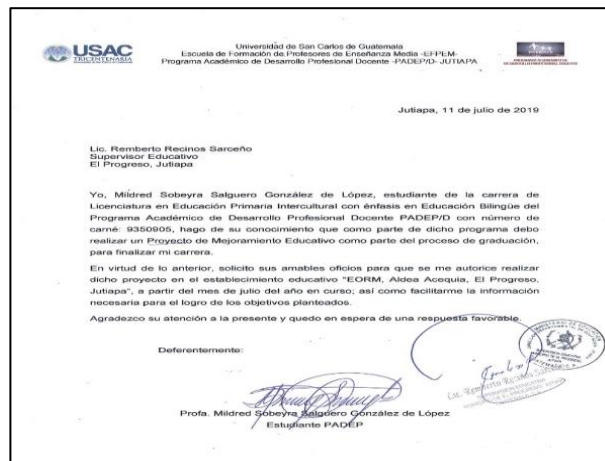 USAC
TRICENTENARIA
Universidad de San Carlos de Guatemala
Escuela de Formación de Profesores de Enseñanza Media -EFPEM-
Programa Académico de Desarrollo Profesional Docente -PADEP/D- JUTIAPA
Jutiapa, 11 de julio de 2019
Lic. Remberto Recinos Sarceño
Supervisor Educativo
El Progreso, Jutiapa
Yo, Mildred Sobeyra Salguero González de López, estudiante de la carrera de
Licenciatura en Educación Primaria Intercultural con énfasis en Educación Bilingüe del
Programa Académico de Desarrollo Profesional Docente PADEP/D con número de
carné: 9350905, hago de su conocimiento que como parte de dicho programa debo
realizar un Proyecto de Mejoramiento Educativo como parte del proceso de graduación,
para finalizar mi carrera.
En virtud de lo anterior, solicito sus amables oficios para que se me autorice realizar
dicho proyecto en el establecimiento educativo "EORM, Aldea Acequia, El Progreso,
Jutiapa", a partir del mes de julio del año en curso; así como facilitarme la información
necesaria para el logro de los objetivos planteados.
Agradezco su atención a la presente y quedo en espera de una respuesta favorable.
Deferentemente:
Lic. Remberto Recinos
Profa. Mildred Sobeyra Salguero González de López
Estudiante PADEP